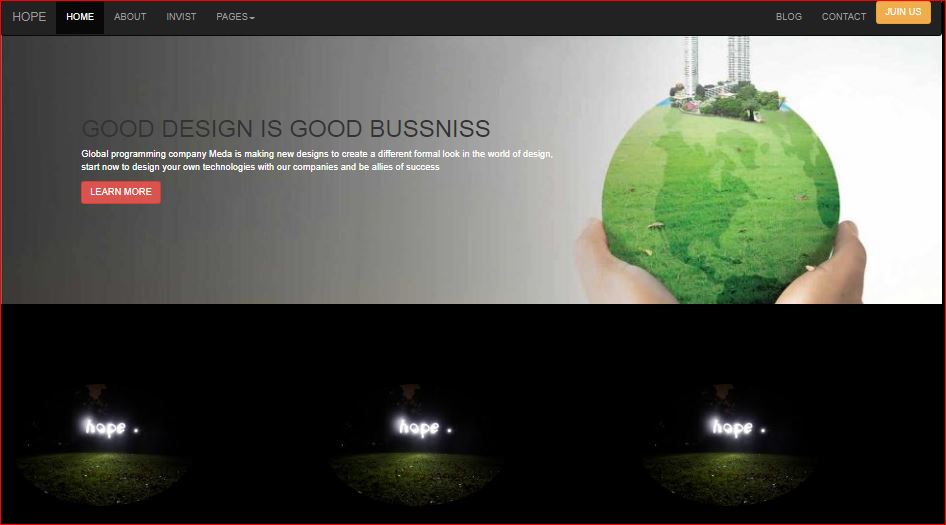 HOPE HOME ABOUT INVIST PAGES BLOG CONTACT JUIN US
GOOD DESIGN IS GOOD BUSSNISS
Global programming company Meda is making new designs to create a different formal look in the world of design,
start now to design your own technologies with our companies and be allies of success
LEARN MORE
hope. hope. hope.